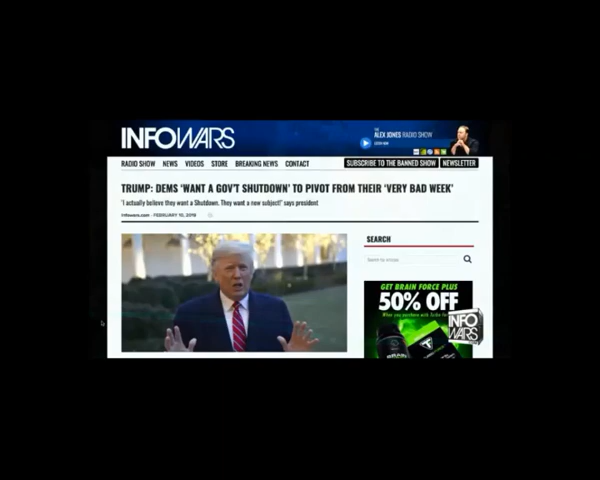 INFOWARS
THE
ALEX JONES RADIO SHOW
RADIO SHOW NEWS VIDEOS STORE BREAKING NEWS CONTACT
SUBSCRIBE TO THE BANNED SHOW NEWSLETTER
TRUMP: DEMS ‘WANT A GOV'T SHUTDOWN’ TO PIVOT FROM THEIR ‘VERY BAD WEEK’
‘I actually believe they want a Shutdown. They want a new subject!’ says president
Infowars.com - FEBRUARY 10, 2019
SEARCH
GET BRAIN FORCE PLUS
50% OFF
INFO
WARS